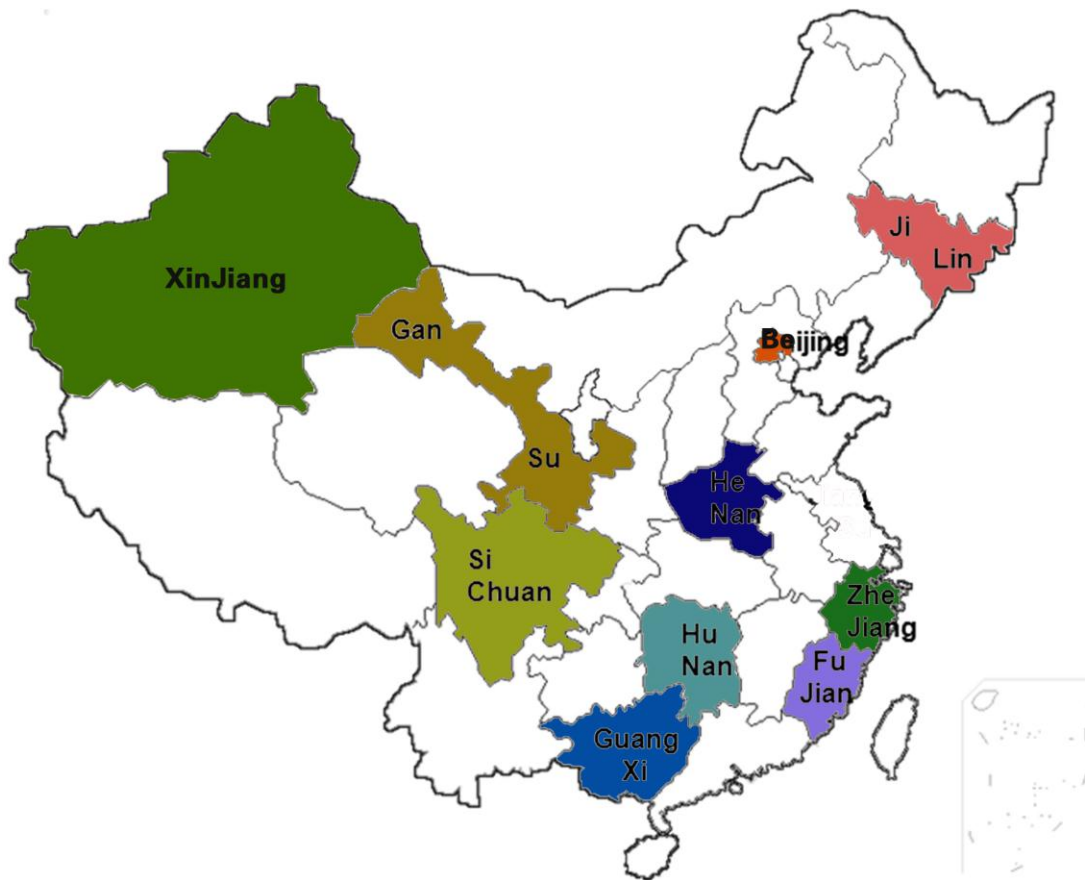 Ji
Lin
XinJiang
Gan
Beijing
Su
He
Nan
Si
Chuan
Zhe
Jiang
Hu
Nan
Fu
Jian
Guang
Xi